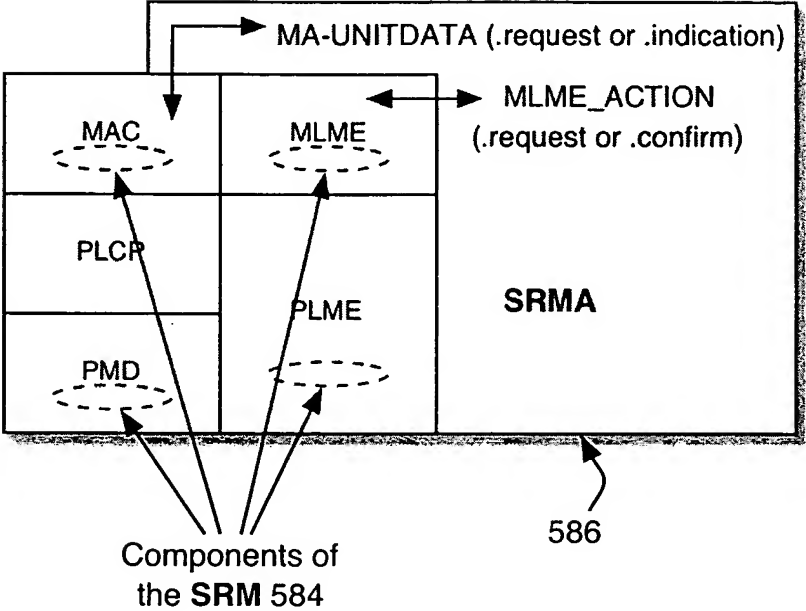 MA-UNITDATA (.request or .indication)
MAC
MLME
MLME_ACTION
(.request or .confirm)
PLCP
PLME
SRMA
PMD
586
Components of
the SRM 584